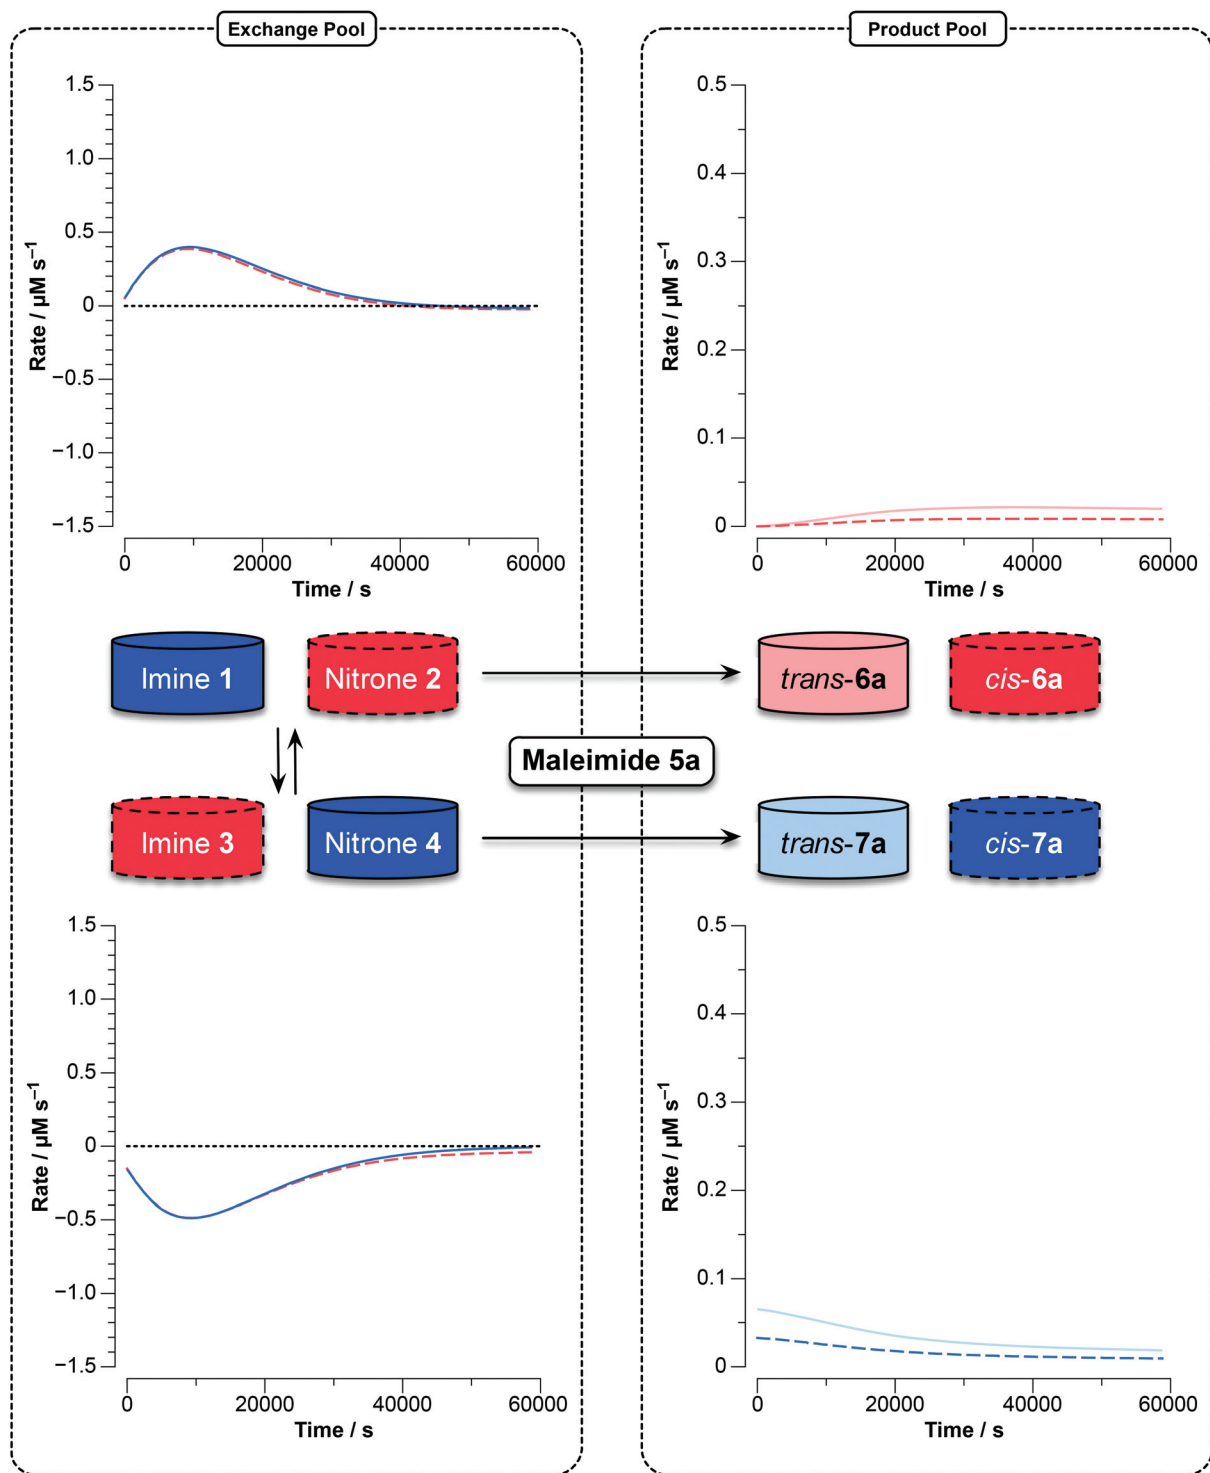 Exchange Pool
Product Pool
Rate / µM s⁻¹
1.5
1.0
0.5
0
−0.5
−1.0
−1.5
0 20000 40000 60000
Time / s
Rate / µM s⁻¹
0.5
0.4
0.3
0.2
0.1
0
0 20000 40000 60000
Time / s
Imine 1
Nitrone 2
trans-6a
cis-6a
Maleimide 5a
Imine 3
Nitrone 4
trans-7a
cis-7a
Rate / µM s⁻¹
1.5
1.0
0.5
0
−0.5
−1.0
−1.5
0 20000 40000 60000
Time / s
Rate / µM s⁻¹
0.5
0.4
0.3
0.2
0.1
0
0 20000 40000 60000
Time / s